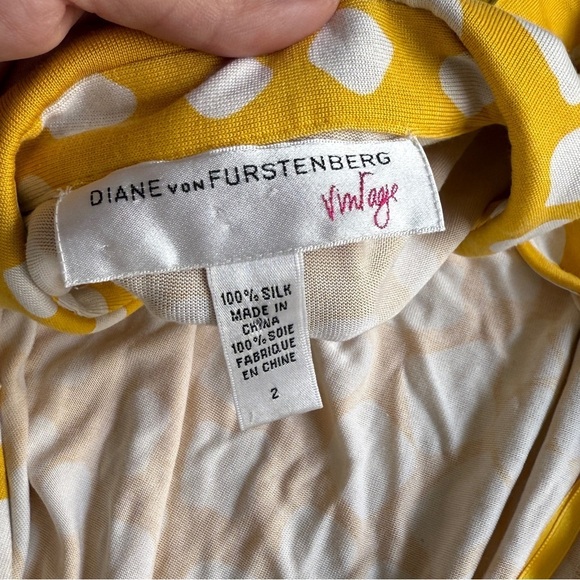 DIANE VON FURSTENBERG
vintage
100% SILK
MADE IN
CHINA
100% SOIE
FABRIQUE
EN CHINE
2